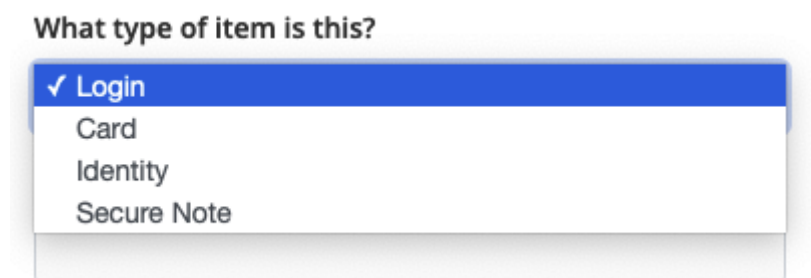 What type of item is this?
✓ Login
Card
Identity
Secure Note